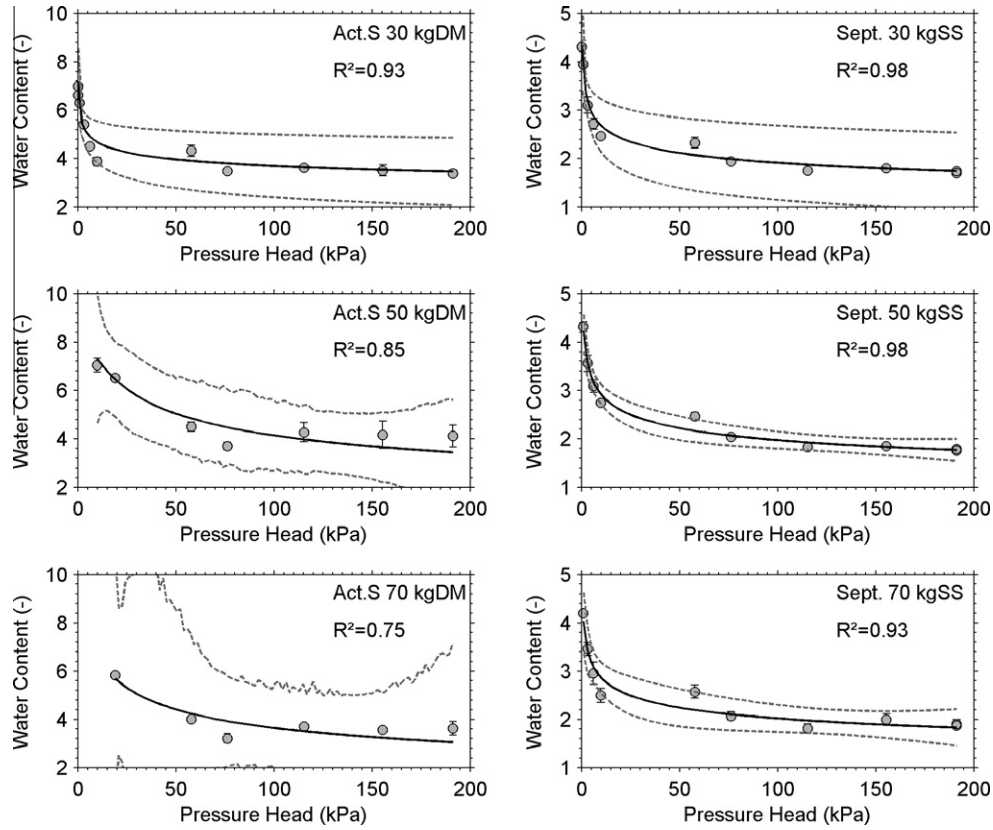 10
8
6
4
2
Water Content (-)
Act.S 30 kgDM
R²=0.93
0
50
100
150
200
Pressure Head (kPa)
5
4
3
2
1
Water Content (-)
Sept. 30 kgSS
R²=0.98
0
50
100
150
200
Pressure Head (kPa)
10
8
6
4
2
Water Content (-)
Act.S 50 kgDM
R²=0.85
0
50
100
150
200
Pressure Head (kPa)
5
4
3
2
1
Water Content (-)
Sept. 50 kgSS
R²=0.98
0
50
100
150
200
Pressure Head (kPa)
10
8
6
4
2
Water Content (-)
Act.S 70 kgDM
R²=0.75
0
50
100
150
200
Pressure Head (kPa)
5
4
3
2
1
Water Content (-)
Sept. 70 kgSS
R²=0.93
0
50
100
150
200
Pressure Head (kPa)